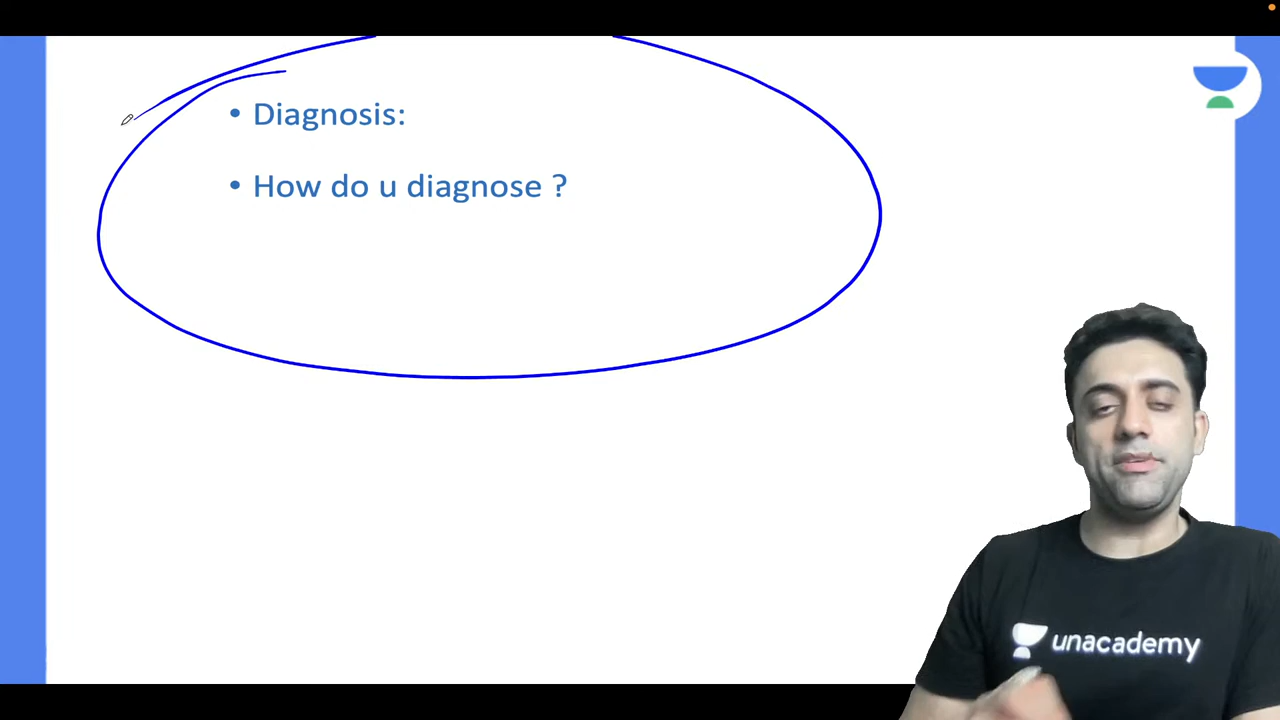 • Diagnosis:
• How do u diagnose ?
unacademy